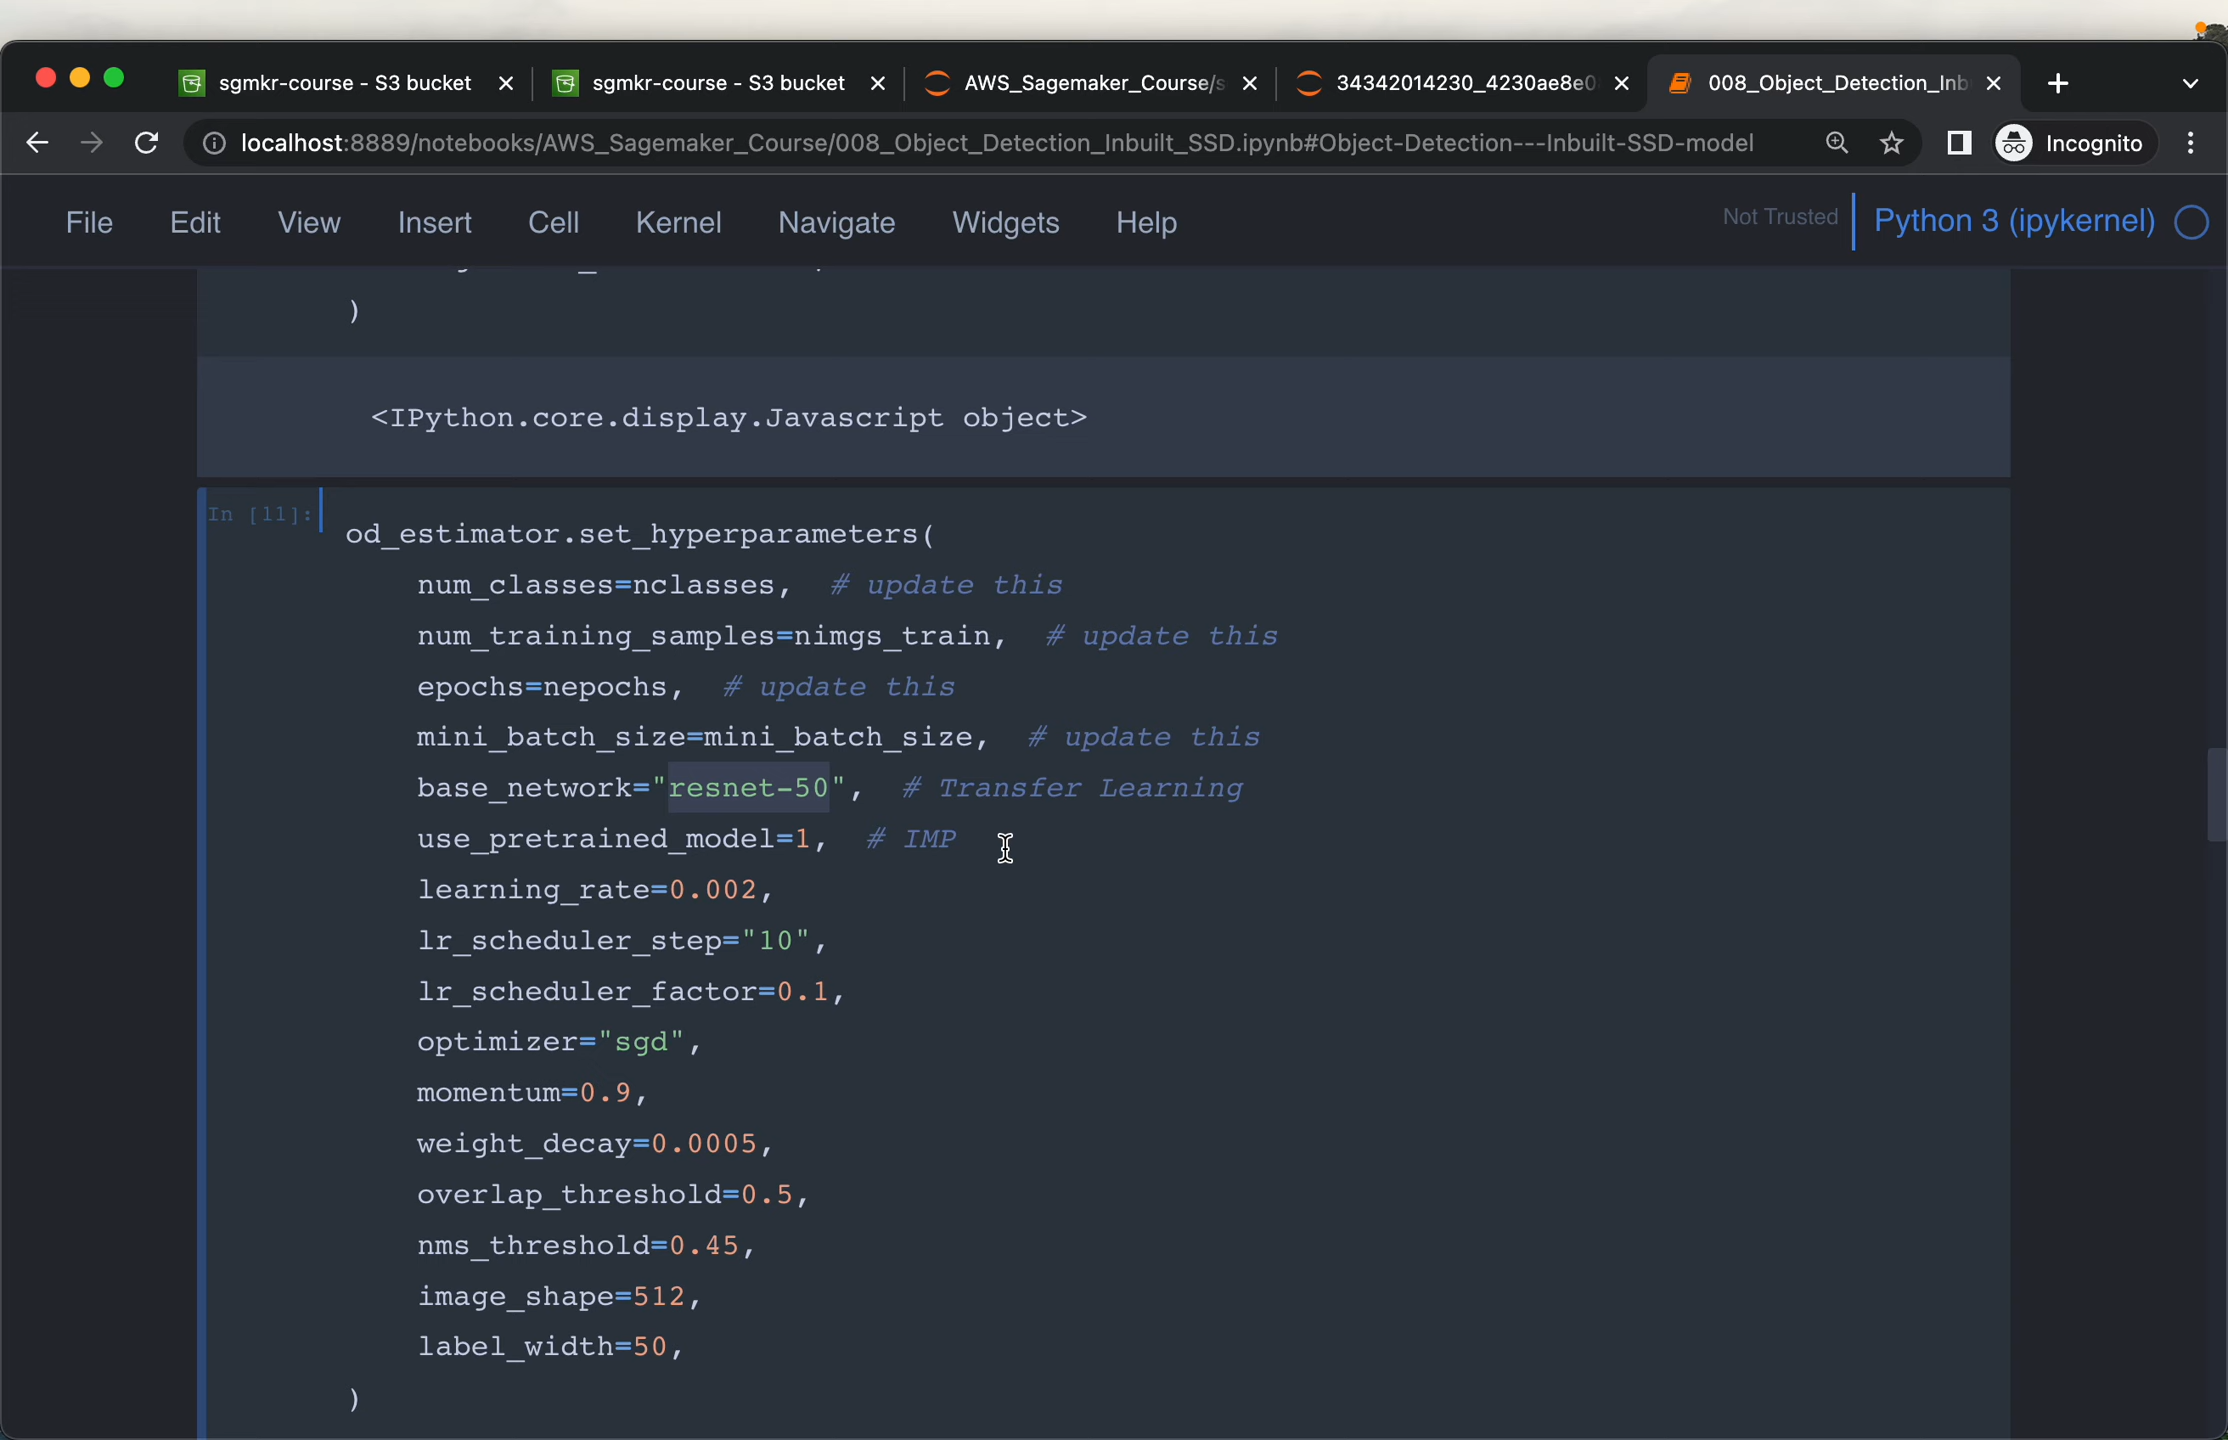 sgmkr-course - S3 bucket
sgmkr-course - S3 bucket
AWS_Sagemaker_Course/s
34342014230_4230ae8e0
008_Object_Detection_Inb
localhost:8889/notebooks/AWS_Sagemaker_Course/008_Object_Detection_Inbuilt_SSD.ipynb#Object-Detection---Inbuilt-SSD-model
Incognito
File Edit View Insert Cell Kernel Navigate Widgets Help
Not Trusted
Python 3 (ipykernel)
)
<IPython.core.display.Javascript object>
In [11]:
od_estimator.set_hyperparameters(
num_classes=nclasses,  # update this
num_training_samples=nimgs_train,  # update this
epochs=nepochs,  # update this
mini_batch_size=mini_batch_size,  # update this
base_network="resnet-50",  # Transfer Learning
use_pretrained_model=1,  # IMP
learning_rate=0.002,
lr_scheduler_step="10",
lr_scheduler_factor=0.1,
optimizer="sgd",
momentum=0.9,
weight_decay=0.0005,
overlap_threshold=0.5,
nms_threshold=0.45,
image_shape=512,
label_width=50,
)